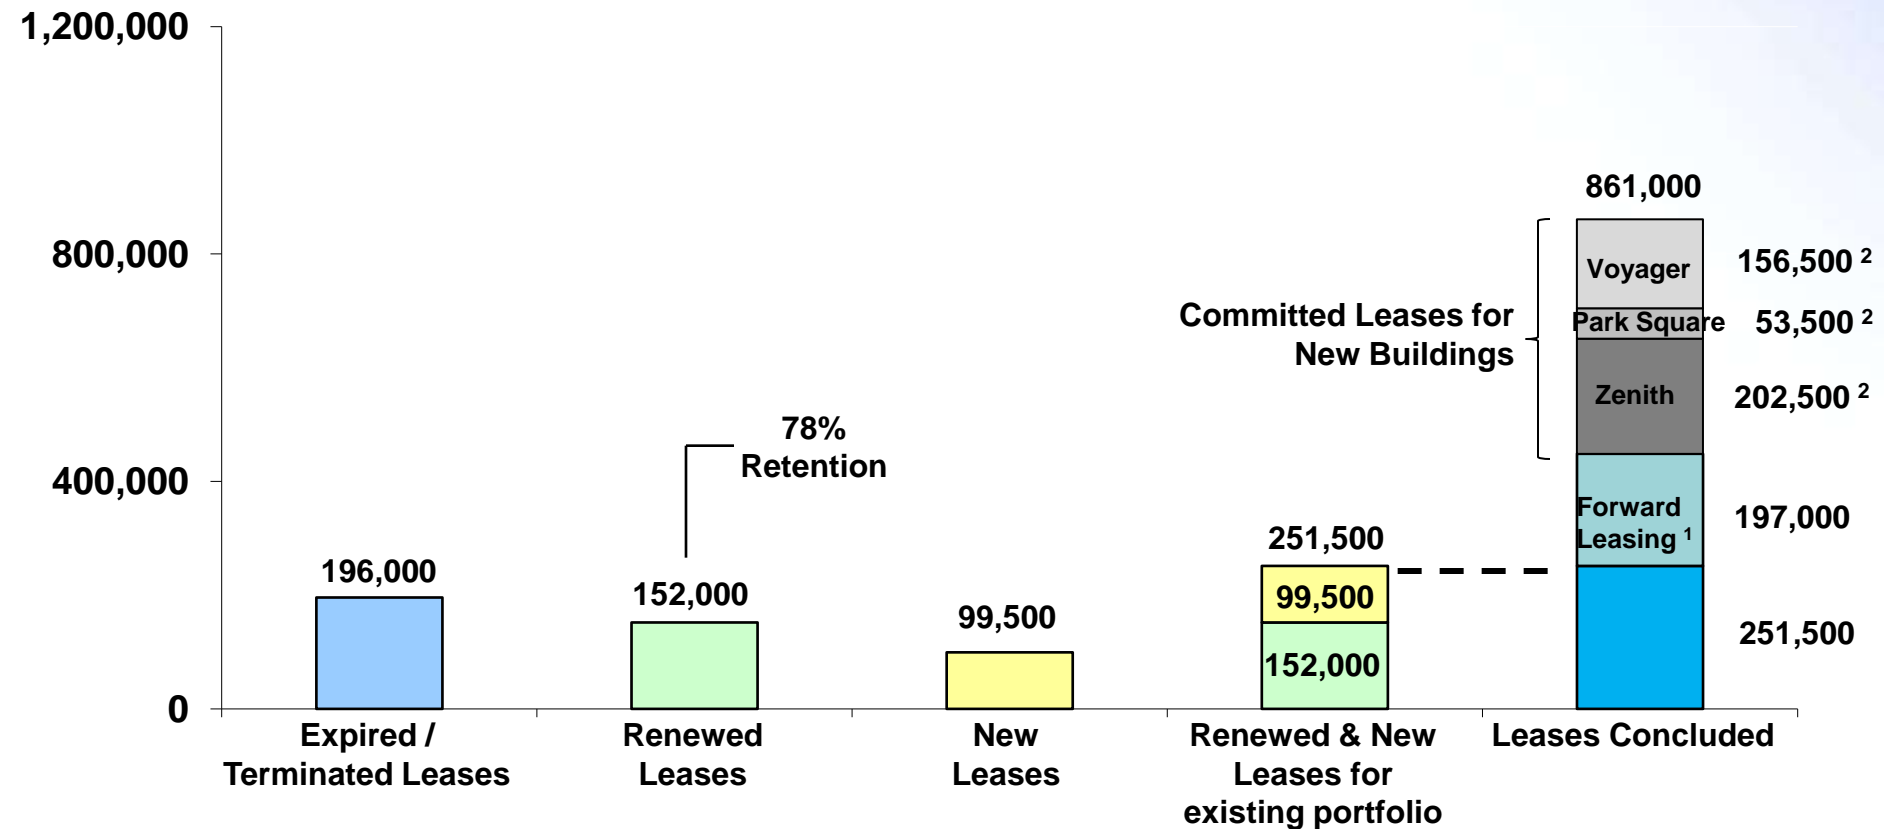 1,200,000
800,000
400,000
0
196,000
152,000
78%
Retention
99,500
251,500
99,500
152,000
Committed Leases for
New Buildings
861,000
Voyager
156,500 ²
Park Square
53,500 ²
Zenith
202,500 ²
Forward
Leasing ¹
197,000
251,500
Expired /
Terminated Leases
Renewed
Leases
New
Leases
Renewed & New
Leases for
existing portfolio
Leases Concluded